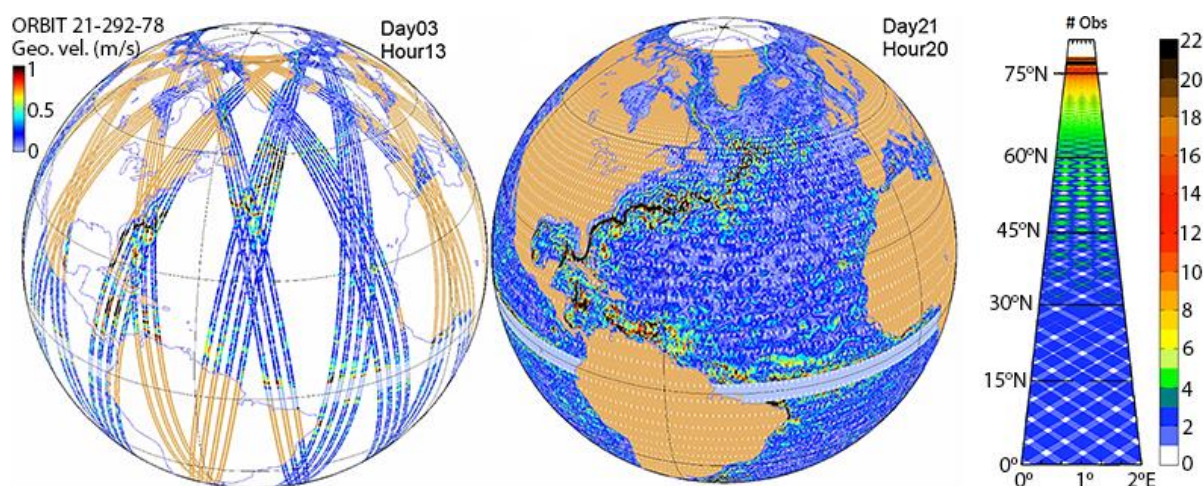 ORBIT 21-292-78
Geo. vel. (m/s)
1
0.5
0
Day03
Hour13
Day21
Hour20
# Obs
75ºN
60ºN
45ºN
30ºN
15ºN
0º
0º 1º 2ºE
22
20
18
16
14
12
10
8
6
4
2
0